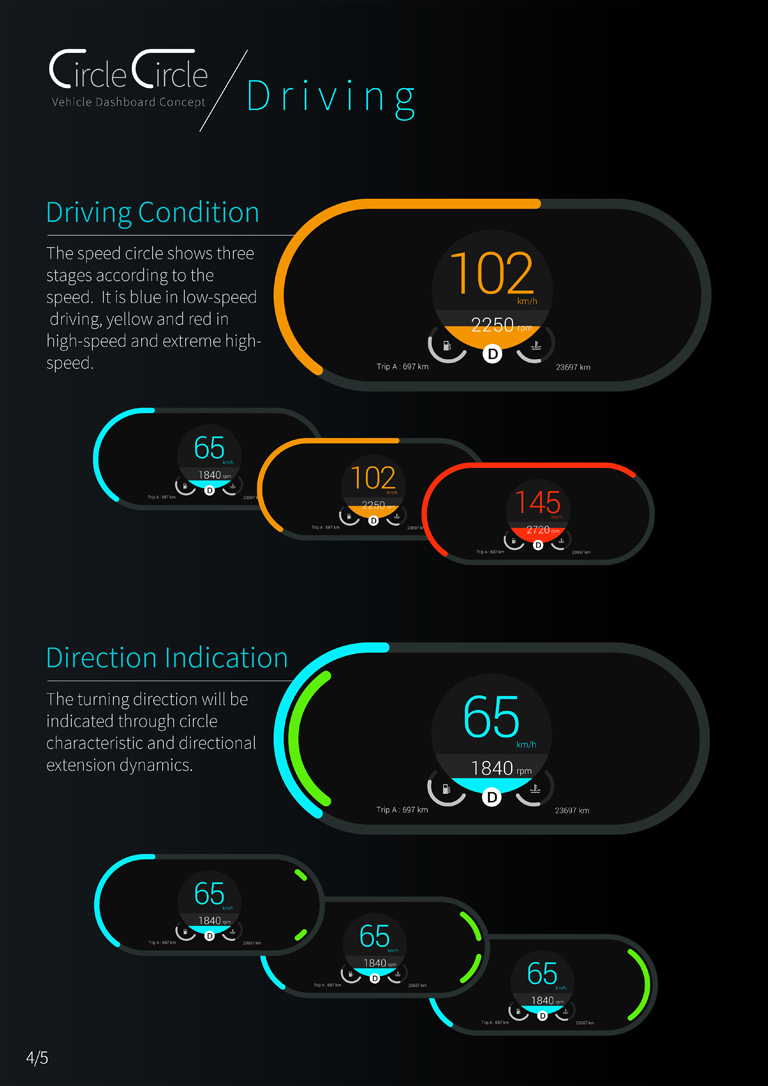 Circle Circle
Vehicle Dashboard Concept
Driving
Driving Condition
The speed circle shows three
stages according to the
speed. It is blue in low-speed
driving, yellow and red in
high-speed and extreme high-
speed.
102
km/h
2250 rpm
D
Trip A : 697 km
23697 km
65
km/h
1840 rpm
D
Trip A : 697 km
102
km/h
2250 rpm
D
Trip A : 697 km
145
km/h
2720 rpm
D
Trip A : 697 km
23697 km
Direction Indication
The turning direction will be
indicated through circle
characteristic and directional
extension dynamics.
65
km/h
1840 rpm
D
Trip A : 697 km
23697 km
65
km/h
1840 rpm
D
Trip A : 697 km
23697 km
65
km/h
1840 rpm
D
Trip A : 697 km
23697 km
65
km/h
1840 rpm
D
Trip A : 697 km
23697 km
4/5